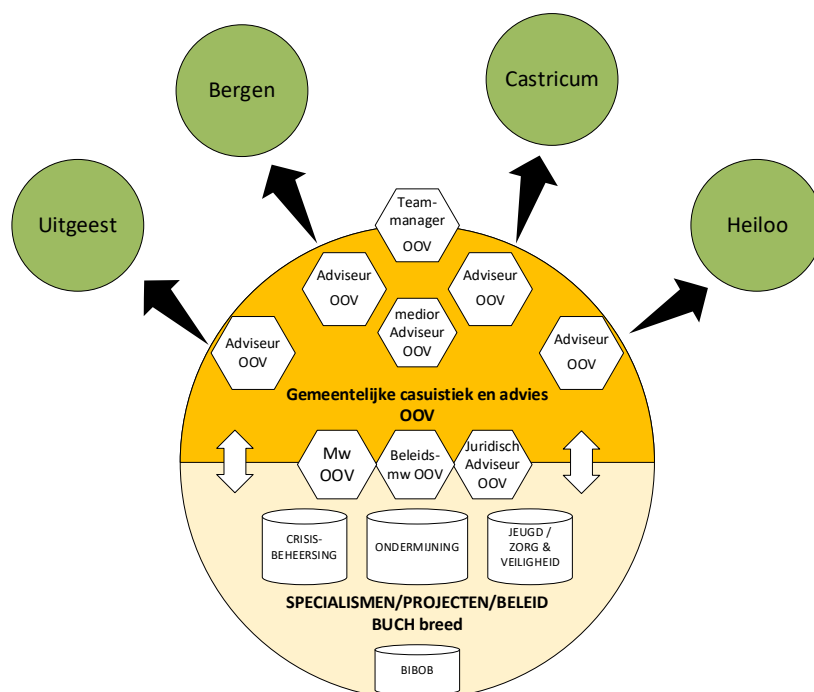 Bergen
Castricum
Uitgeest
Heiloo
Team-
manager
OOV
Adviseur
OOV
Adviseur
OOV
medior
Adviseur
OOV
Adviseur
OOV
Adviseur
OOV
Gemeentelijke casuistiek en advies
OOV
Mw
OOV
Beleids-
mw OOV
Juridisch
Adviseur
OOV
CRISIS-
BEHEERSING
ONDERMIJNING
JEUGD /
ZORG &
VEILIGHEID
SPECIALISMEN/PROJECTEN/BELEID
BUCH breed
BIBOB